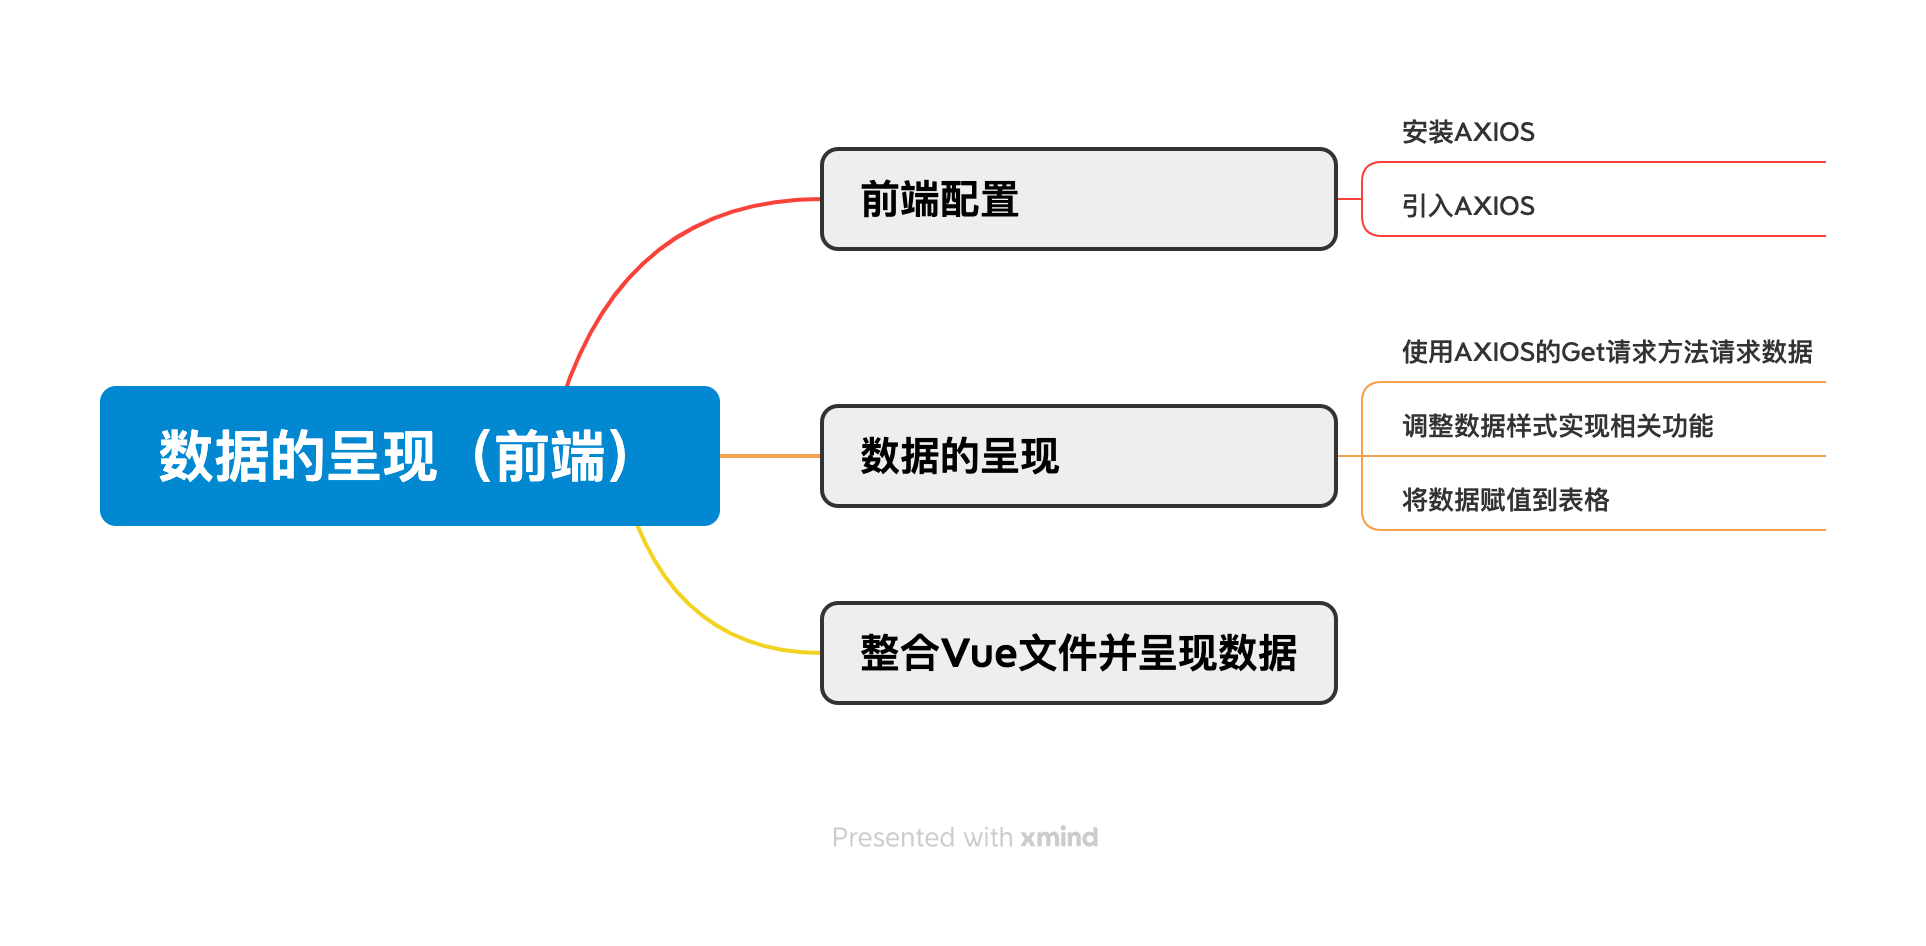 数据的呈现（前端）
前端配置
安装AXIOS
引入AXIOS
数据的呈现
使用AXIOS的Get请求方法请求数据
调整数据样式实现相关功能
将数据赋值到表格
整合Vue文件并呈现数据
Presented with xmind